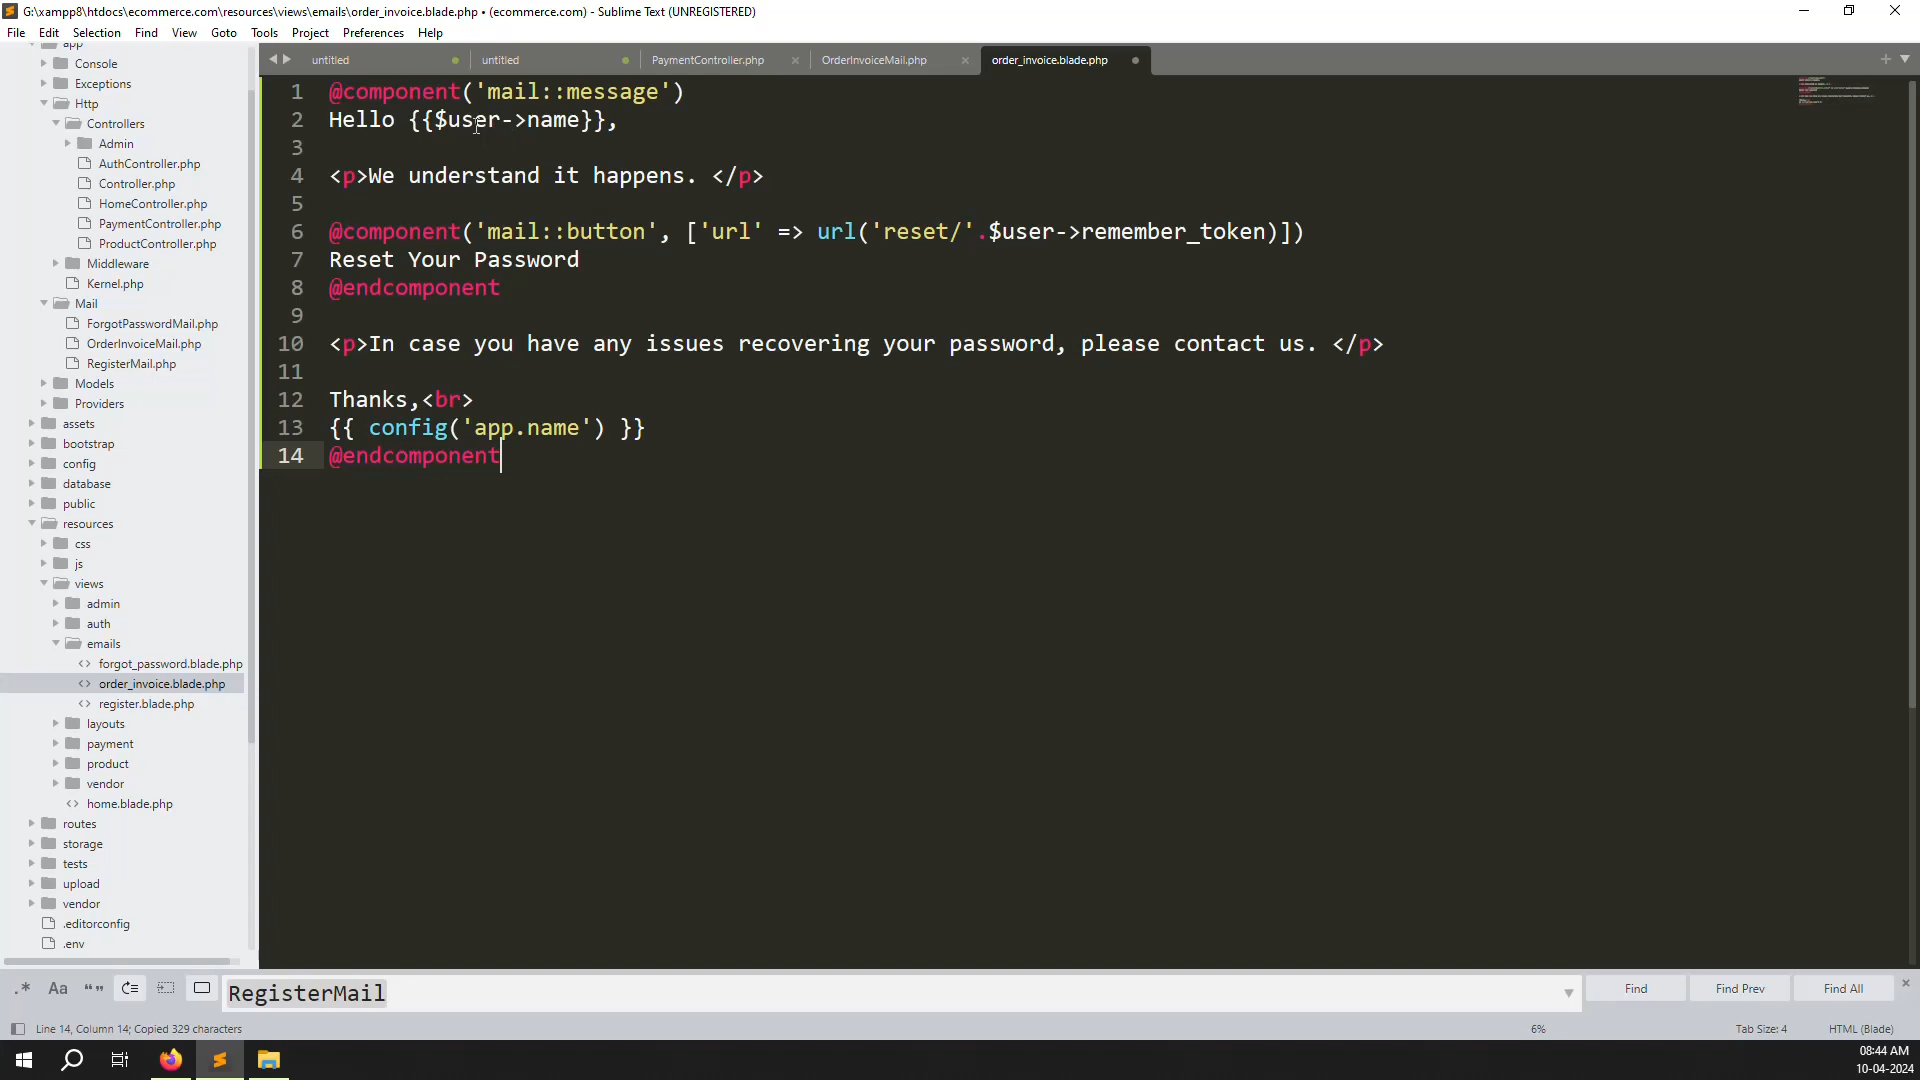 G:\xampp8\htdocs\ecommerce.com\resources\views\emails\order_invoice.blade.php • (ecommerce.com) - Sublime Text (UNREGISTERED)
File Edit Selection Find View Goto Tools Project Preferences Help
app
Console
Exceptions
Http
Controllers
Admin
AuthController.php
Controller.php
HomeController.php
PaymentController.php
ProductController.php
Middleware
Kernel.php
Mail
ForgotPasswordMail.php
OrderInvoiceMail.php
RegisterMail.php
Models
Providers
assets
bootstrap
config
database
public
resources
css
js
views
admin
auth
emails
forgot_password.blade.php
order_invoice.blade.php
register.blade.php
layouts
payment
product
vendor
home.blade.php
routes
storage
tests
upload
vendor
.editorconfig
.env
untitled untitled PaymentController.php OrderInvoiceMail.php order_invoice.blade.php
1 @component('mail::message')
2 Hello {{$user->name}},
3
4 <p>We understand it happens. </p>
5
6 @component('mail::button', ['url' => url('reset/'.$user->remember_token)])
7 Reset Your Password
8 @endcomponent
9
10 <p>In case you have any issues recovering your password, please contact us. </p>
11
12 Thanks,<br>
13 {{ config('app.name') }}
14 @endcomponent
.* Aa “” RegisterMail Find Find Prev Find All
Line 14, Column 14; Copied 329 characters 6% Tab Size: 4 HTML (Blade)
08:44 AM
10-04-2024